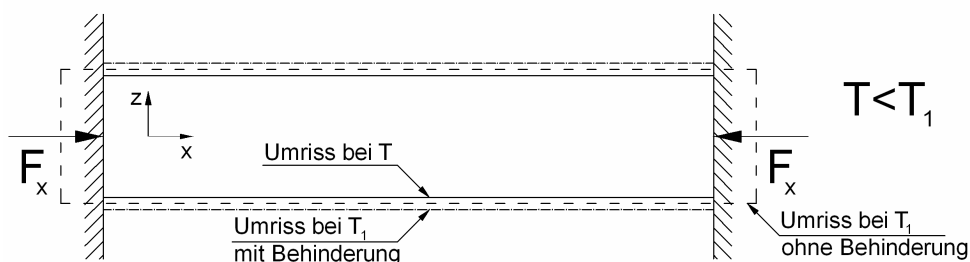 T<T₁
z
x
Fₓ
Fₓ
Umriss bei T
Umriss bei T₁
mit Behinderung
Umriss bei T₁
ohne Behinderung